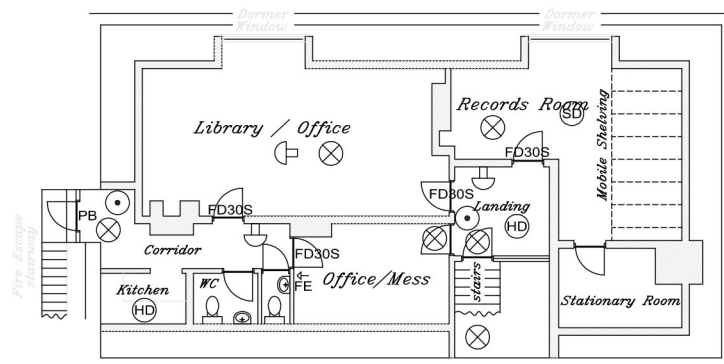 Dormer
Window
Dormer
Window
Library / Office
Records Room
SD
Mobile Shelving
FD30S
FD30S
Landing
HD
PB
FD30S
Corridor
Fire Escape
stairway
FD30S
Office/Mess
FE
Kitchen
HD
WC
stairs
Stationary Room